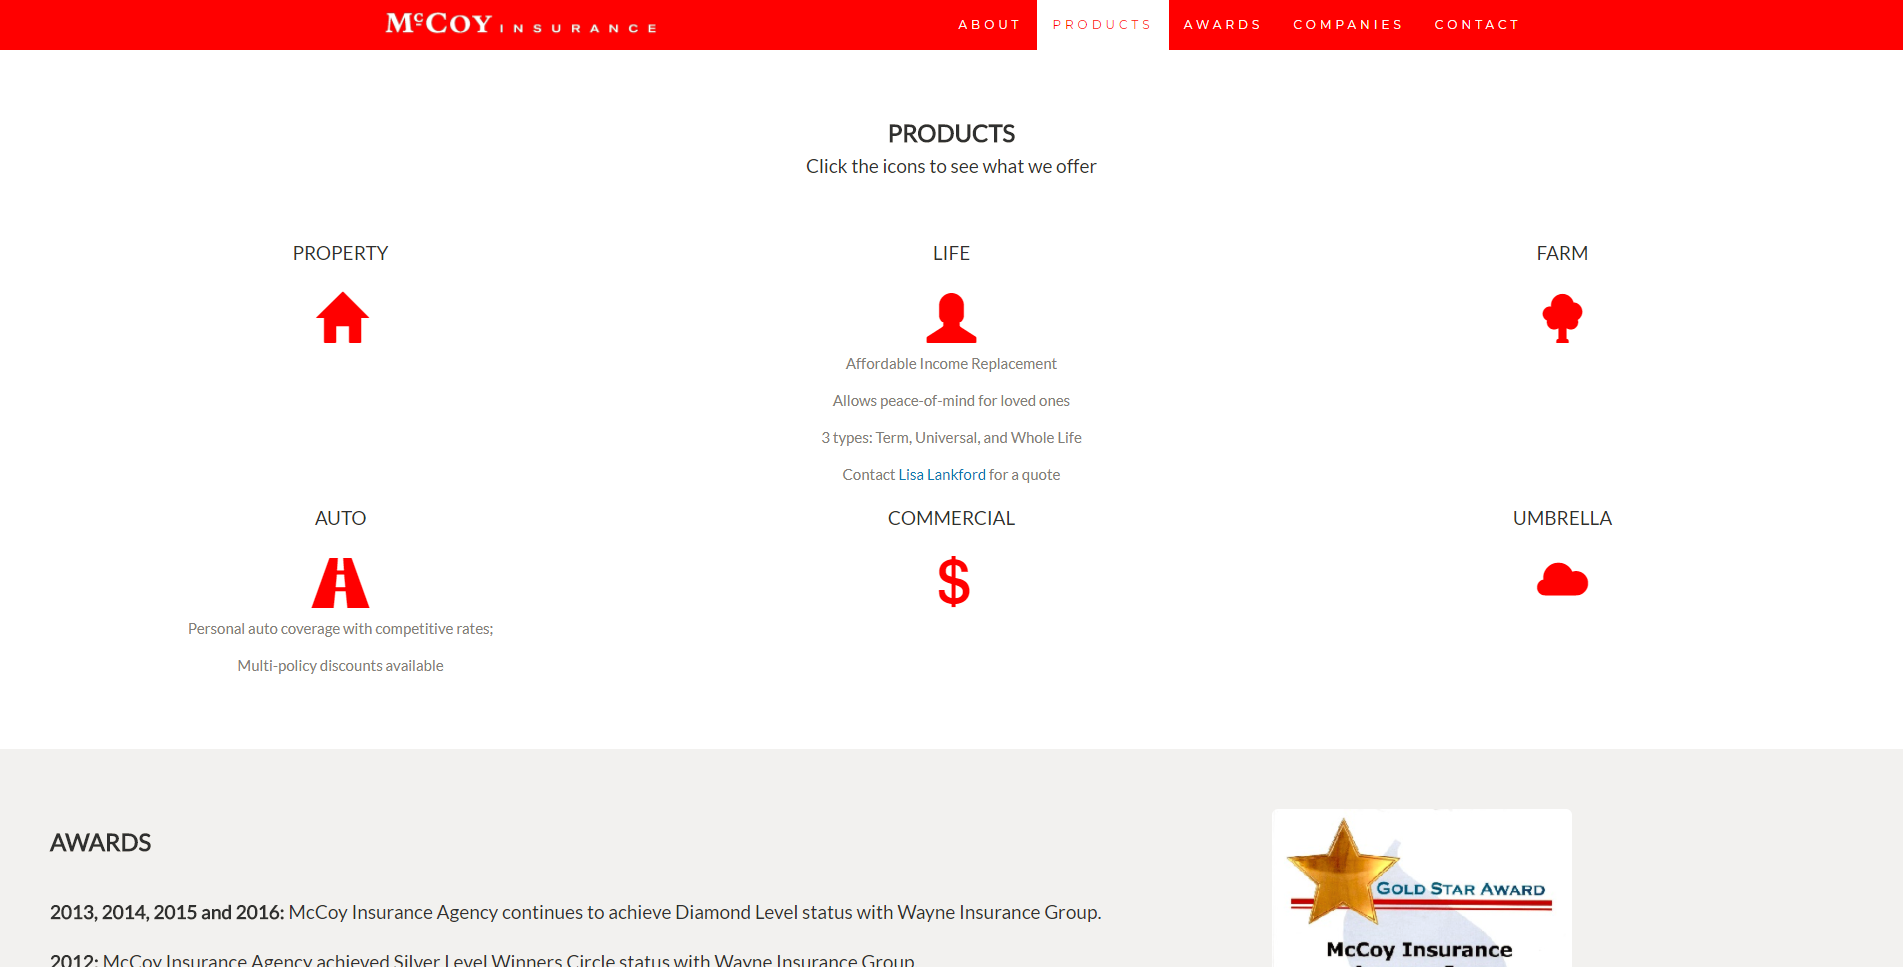 McCOY INSURANCE
ABOUT PRODUCTS AWARDS COMPANIES CONTACT
PRODUCTS
Click the icons to see what we offer
PROPERTY
LIFE
Affordable Income Replacement
Allows peace-of-mind for loved ones
3 types: Term, Universal, and Whole Life
Contact Lisa Lankford for a quote
FARM
AUTO
Personal auto coverage with competitive rates;
Multi-policy discounts available
COMMERCIAL
$
UMBRELLA
AWARDS
2013, 2014, 2015 and 2016: McCoy Insurance Agency continues to achieve Diamond Level status with Wayne Insurance Group.
2012: McCoy Insurance Agency achieved Silver Level Winners Circle status with Wayne Insurance Group.
GOLD STAR AWARD
McCoy Insurance